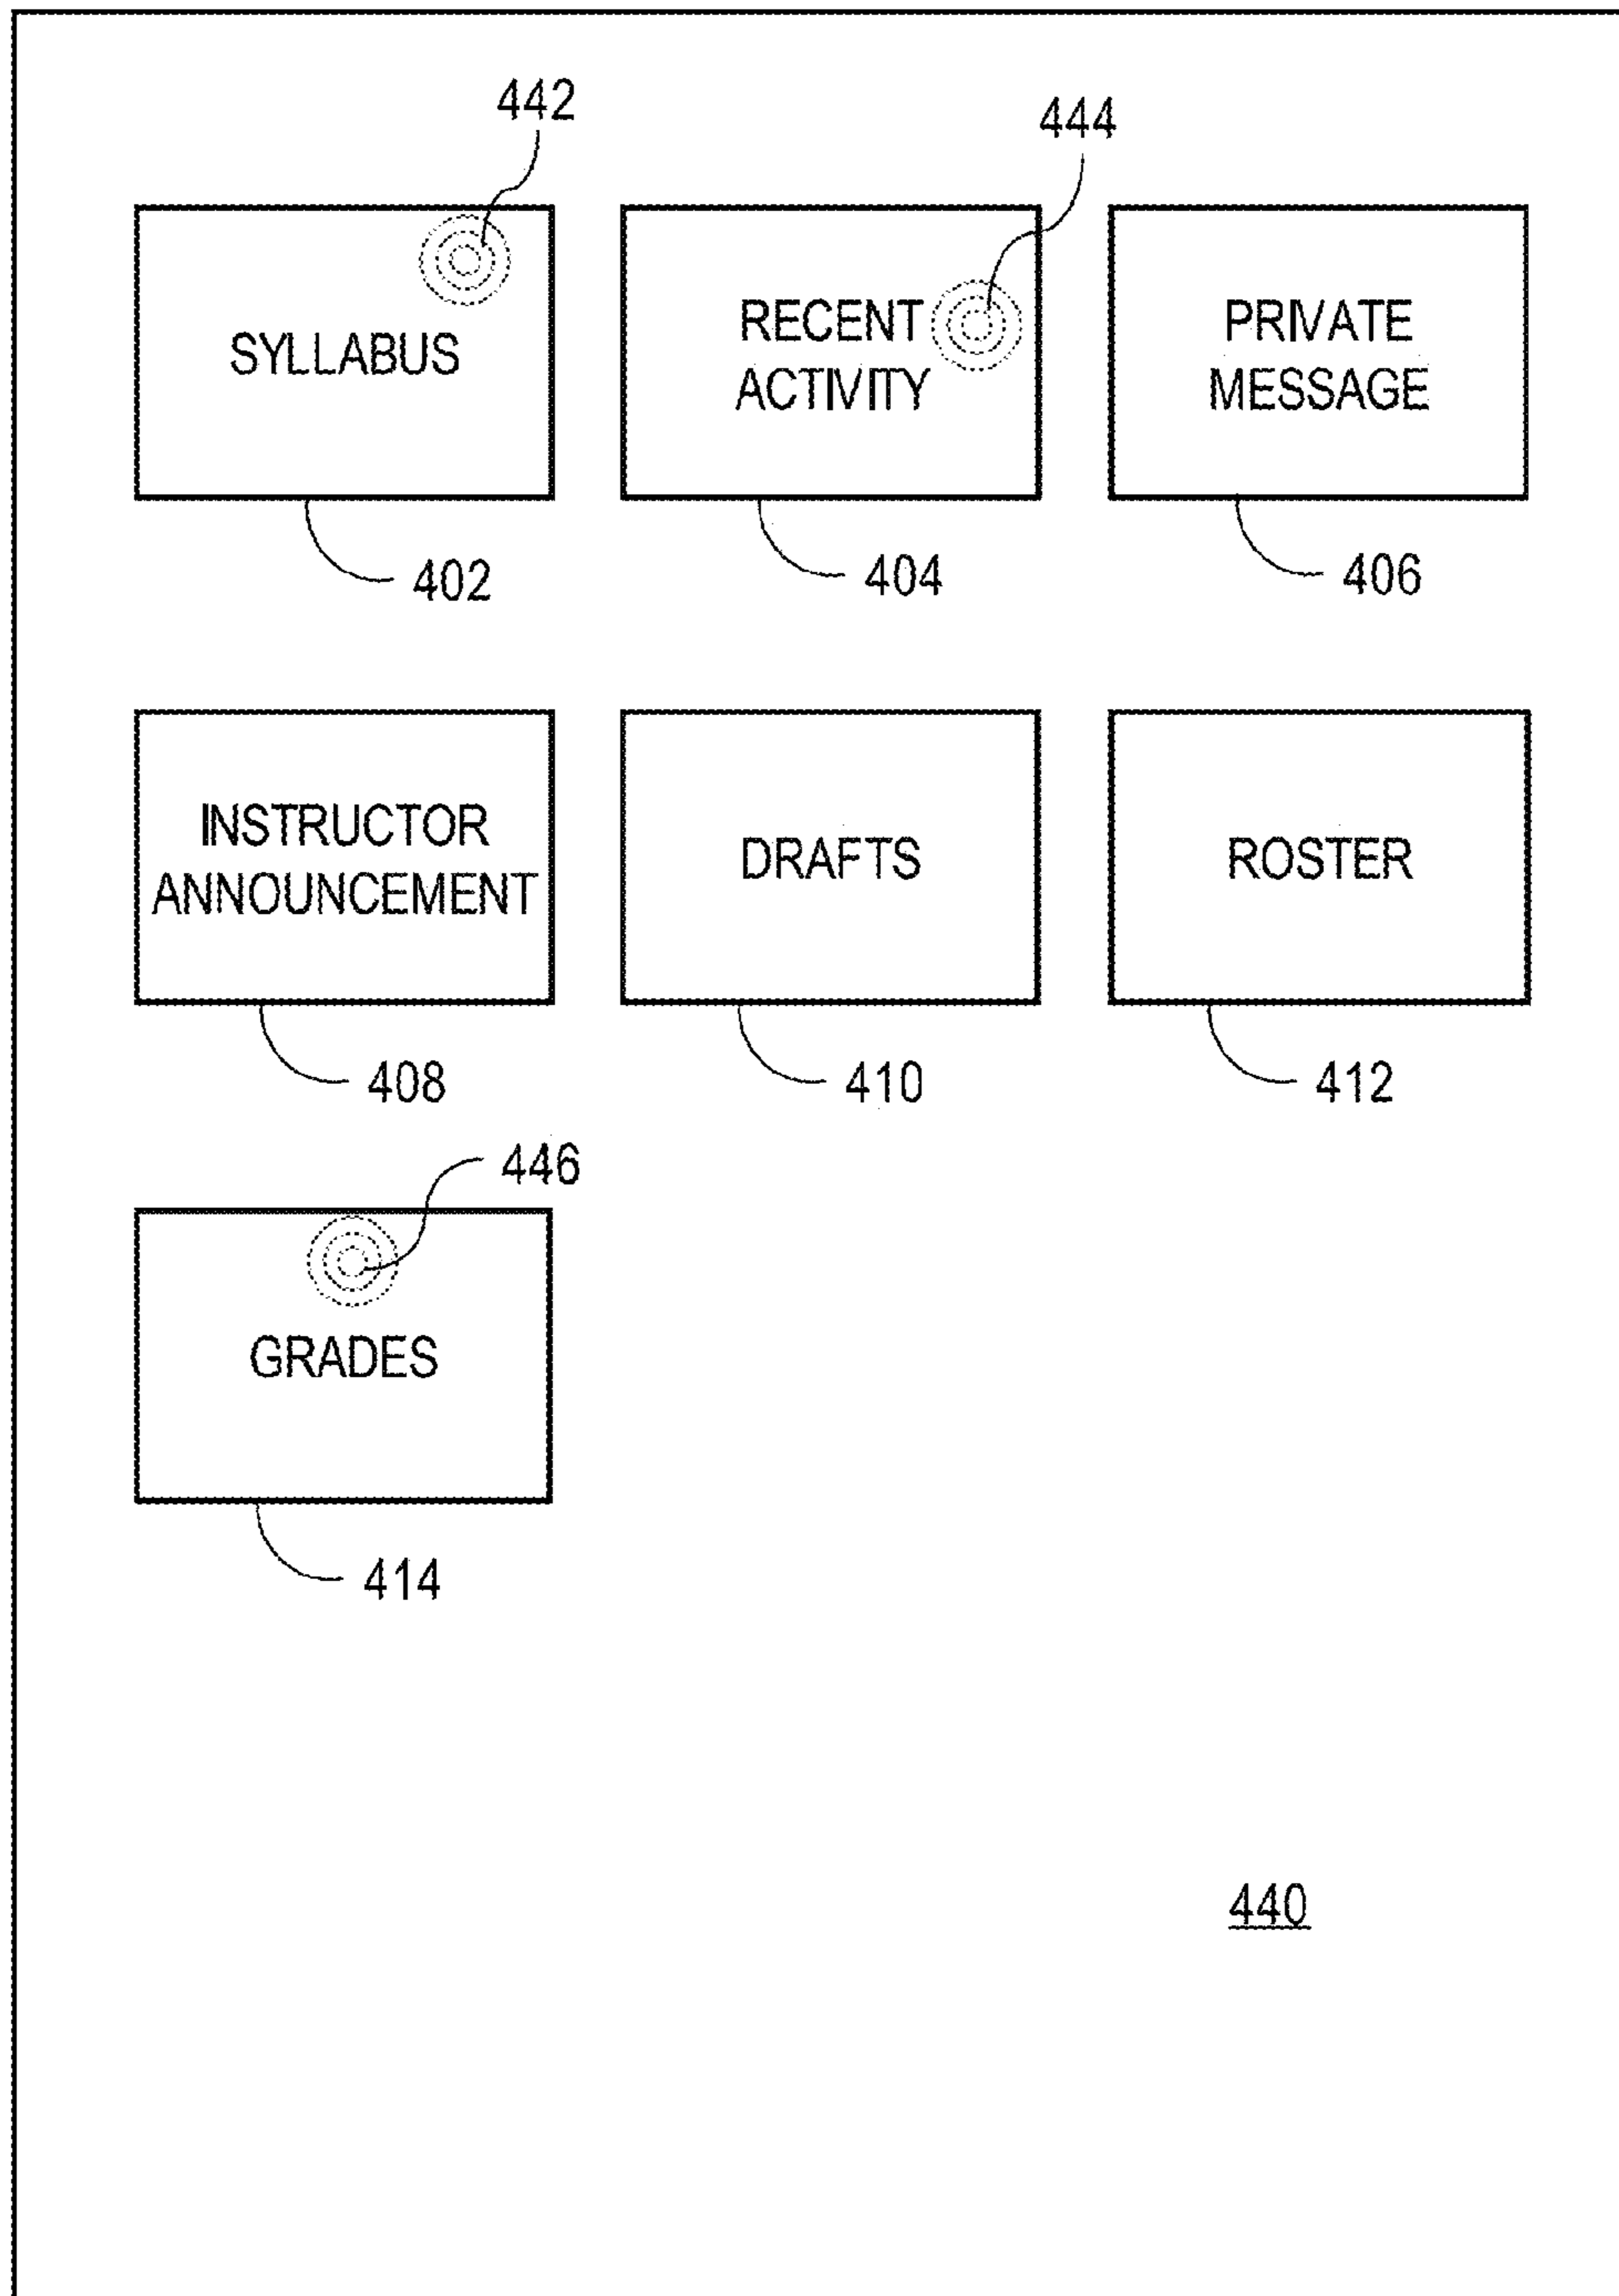 442
444
SYLLABUS
RECENT
ACTIVITY
PRIVATE
MESSAGE
402
404
406
INSTRUCTOR
ANNOUNCEMENT
DRAFTS
ROSTER
408
410
412
446
GRADES
414
440